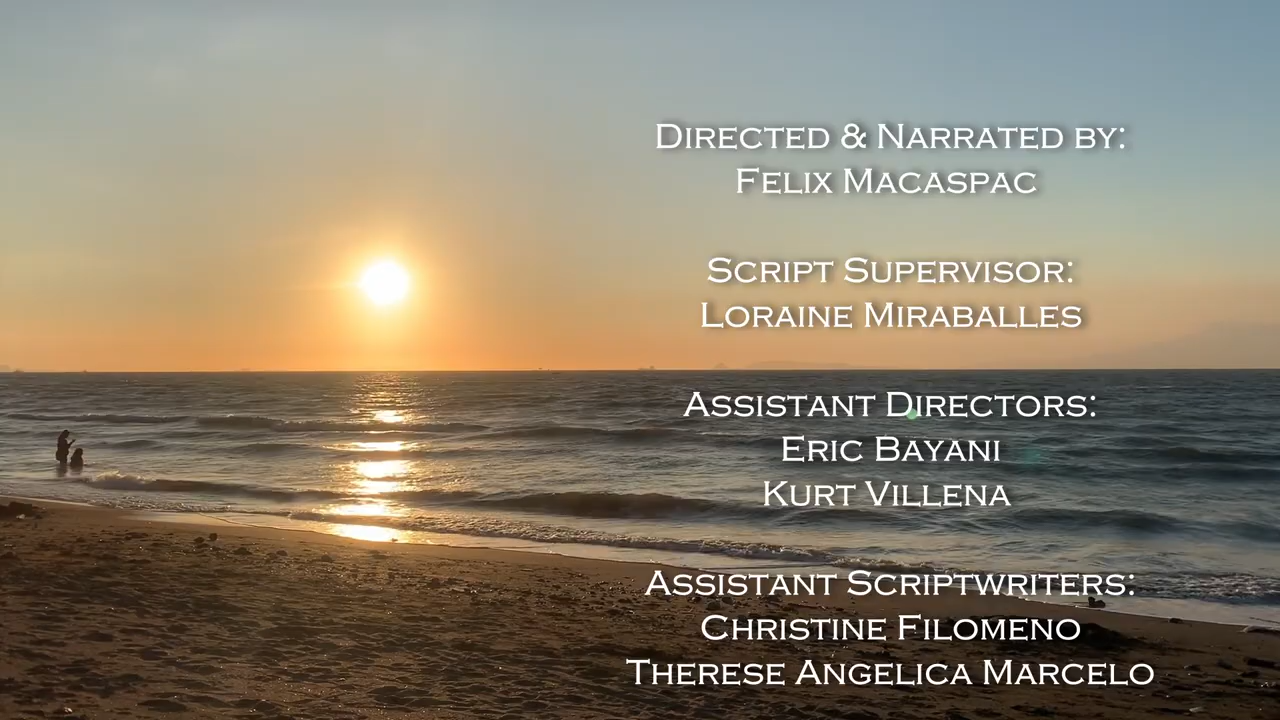 Directed & Narrated by:
Felix Macaspac
Script Supervisor:
Loraine Miraballes
Assistant Directors:
Eric Bayani
Kurt Villena
Assistant Scriptwriters:
Christine Filomeno
Therese Angelica Marcelo